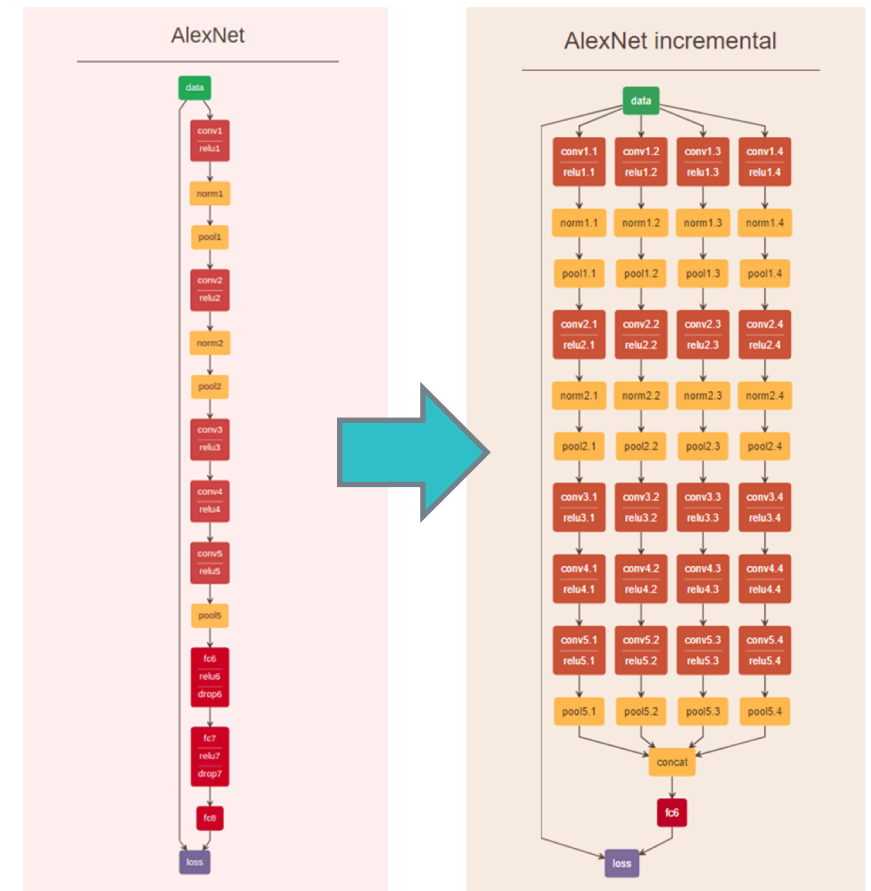 AlexNet
data
conv1
relu1
norm1
pool1
conv2
relu2
norm2
pool2
conv3
relu3
conv4
relu4
conv5
relu5
pool5
fc6
relu6
drop6
fc7
relu7
drop7
fc8
loss
AlexNet incremental
data
conv1.1 conv1.2 conv1.3 conv1.4
relu1.1 relu1.2 relu1.3 relu1.4
norm1.1 norm1.2 norm1.3 norm1.4
pool1.1 pool1.2 pool1.3 pool1.4
conv2.1 conv2.2 conv2.3 conv2.4
relu2.1 relu2.2 relu2.3 relu2.4
norm2.1 norm2.2 norm2.3 norm2.4
pool2.1 pool2.2 pool2.3 pool2.4
conv3.1 conv3.2 conv3.3 conv3.4
relu3.1 relu3.2 relu3.3 relu3.4
conv4.1 conv4.2 conv4.3 conv4.4
relu4.1 relu4.2 relu4.3 relu4.4
conv5.1 conv5.2 conv5.3 conv5.4
relu5.1 relu5.2 relu5.3 relu5.4
pool5.1 pool5.2 pool5.3 pool5.4
concat
fc6
loss